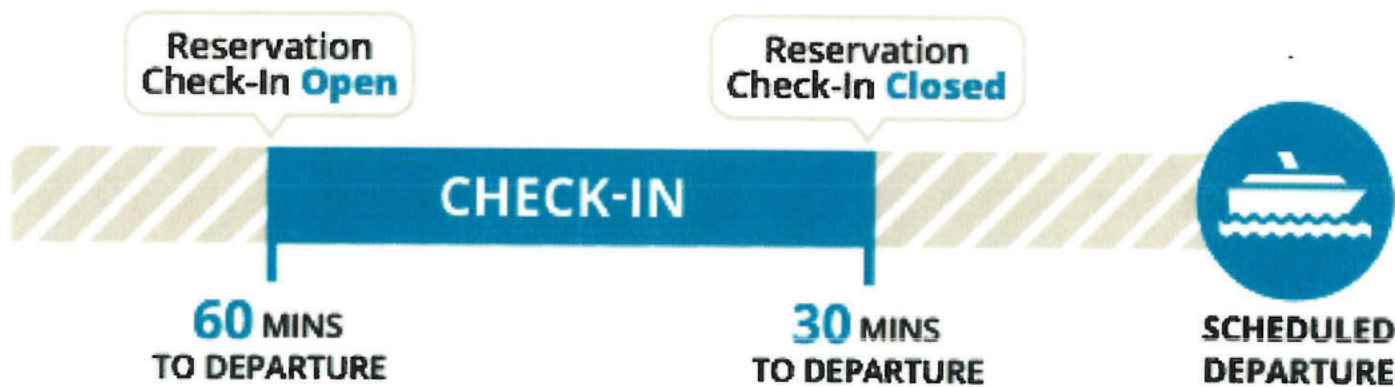 Reservation
Check-In Open
Reservation
Check-In Closed
CHECK-IN
60 MINS
TO DEPARTURE
30 MINS
TO DEPARTURE
SCHEDULED
DEPARTURE